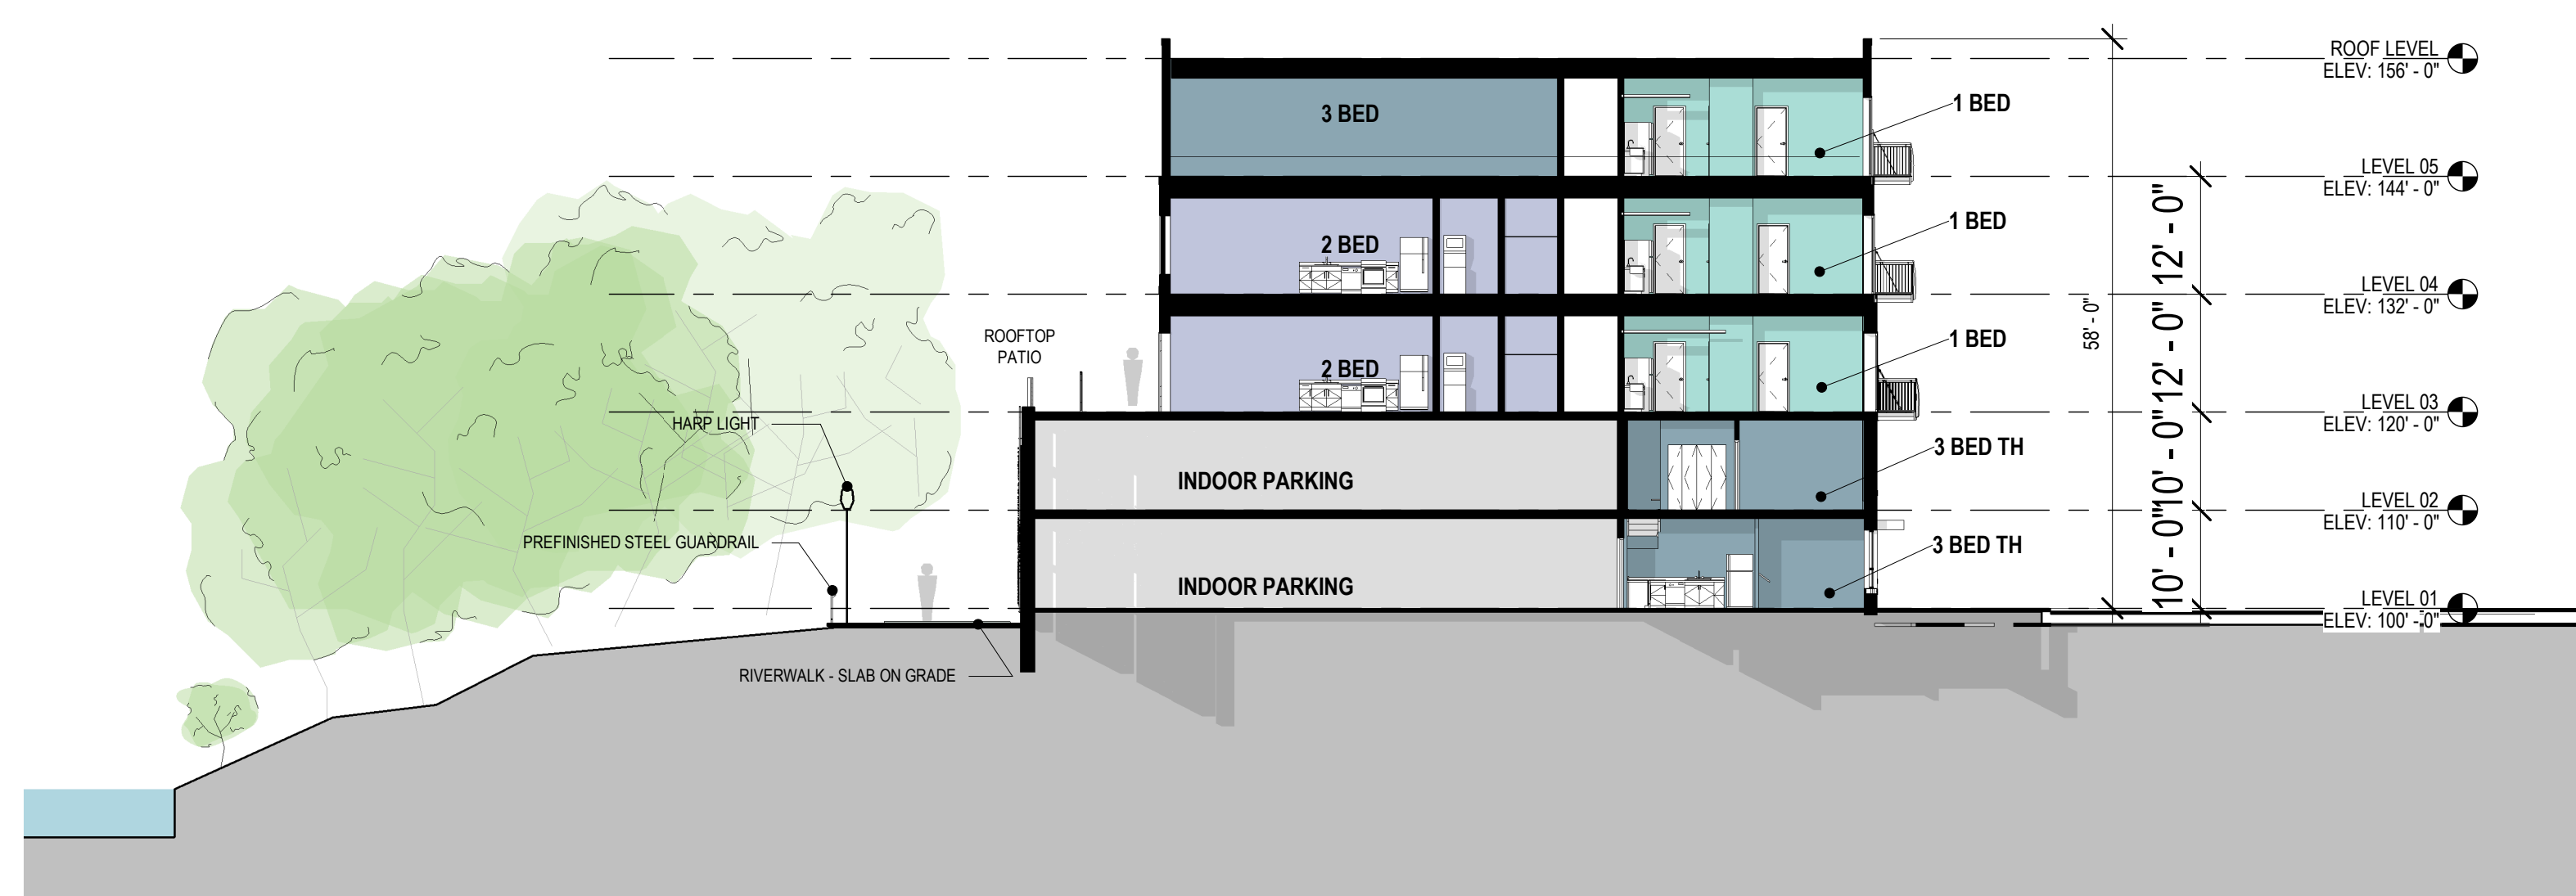 ROOF LEVEL
ELEV: 156' - 0"
3 BED
1 BED
LEVEL 05
ELEV: 144' - 0"
12' - 0"
2 BED
1 BED
LEVEL 04
ELEV: 132' - 0"
58' - 0"
12' - 0"
ROOFTOP
PATIO
2 BED
1 BED
LEVEL 03
ELEV: 120' - 0"
HARP LIGHT
10' - 0"
INDOOR PARKING
3 BED TH
LEVEL 02
ELEV: 110' - 0"
PREFINISHED STEEL GUARDRAIL
10' - 0"
INDOOR PARKING
3 BED TH
LEVEL 01
ELEV: 100' - 0"
RIVERWALK - SLAB ON GRADE